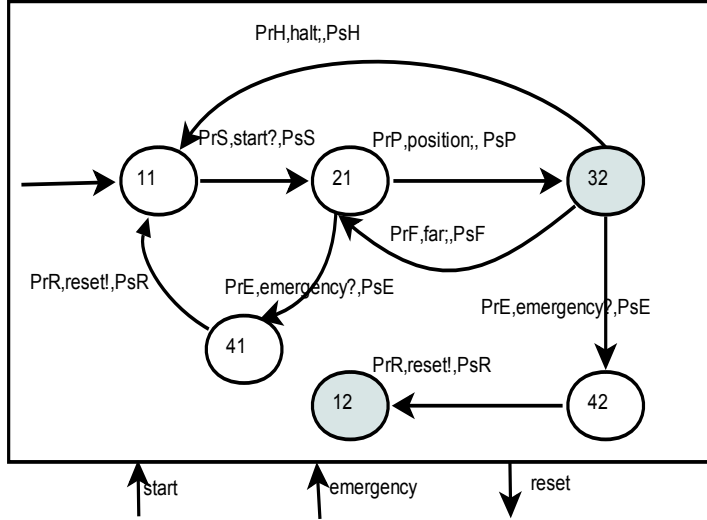 PrH,halt;,PsH
PrS,start?,PsS
PrP,position;, PsP
11
21
32
PrF,far;,PsF
PrR,reset!,PsR
PrE,emergency?,PsE
PrE,emergency?,PsE
41
PrR,reset!,PsR
12
42
start
emergency
reset